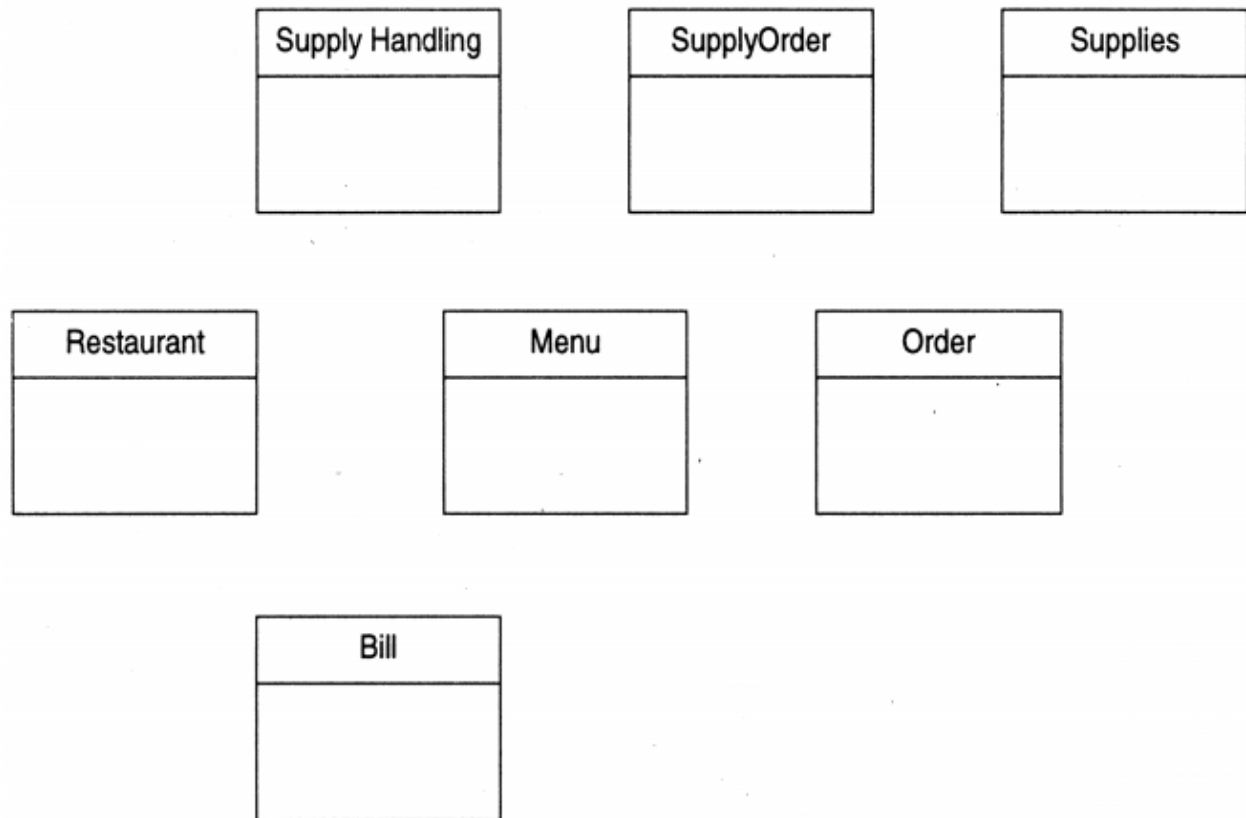 Supply Handling
SupplyOrder
Supplies
Restaurant
Menu
Order
Bill